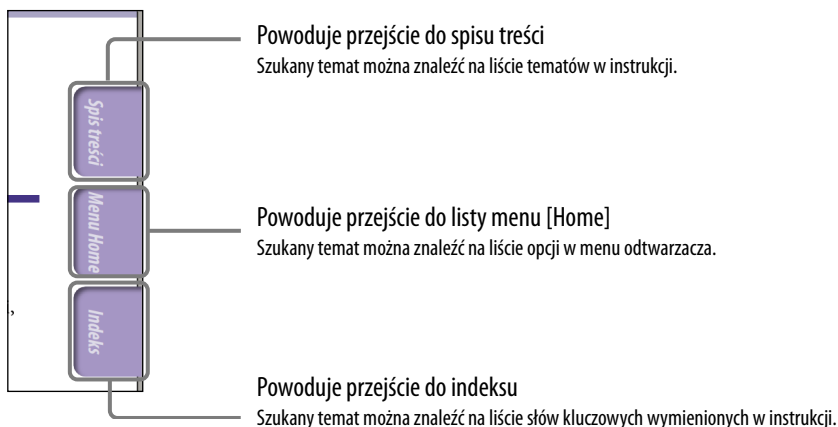 Powoduje przejście do spisu treści
Szukany temat można znaleźć na liście tematów w instrukcji.
Spis treści
Powoduje przejście do listy menu [Home]
Szukany temat można znaleźć na liście opcji w menu odtwarzacza.
Menu Home
,
Indeks
Powoduje przejście do indeksu
Szukany temat można znaleźć na liście słów kluczowych wymienionych w instrukcji.